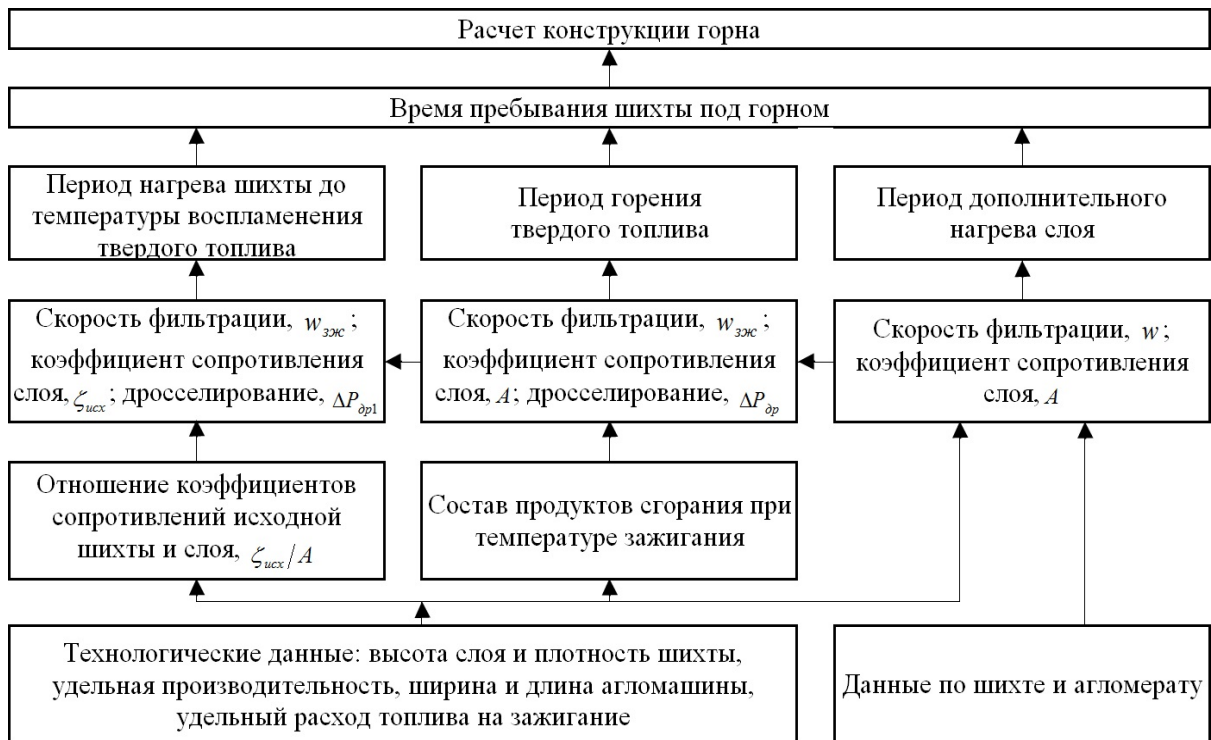 Расчет конструкции горна
Время пребывания шихты под горном
Период нагрева шихты до
температуры воспламенения
твердого топлива
Период горения
твердого топлива
Период дополнительного
нагрева слоя
Скорость фильтрации, w_зж ;
коэффициент сопротивления
слоя, ζ_исх ; дросселирование, ΔP_др1
Скорость фильтрации, w_зж ;
коэффициент сопротивления
слоя, A ; дросселирование, ΔP_др
Скорость фильтрации, w ;
коэффициент сопротивления
слоя, A
Отношение коэффициентов
сопротивлений исходной
шихты и слоя, ζ_исх/A
Состав продуктов сгорания при
температуре зажигания
Технологические данные: высота слоя и плотность шихты,
удельная производительность, ширина и длина агломашины,
удельный расход топлива на зажигание
Данные по шихте и агломерату